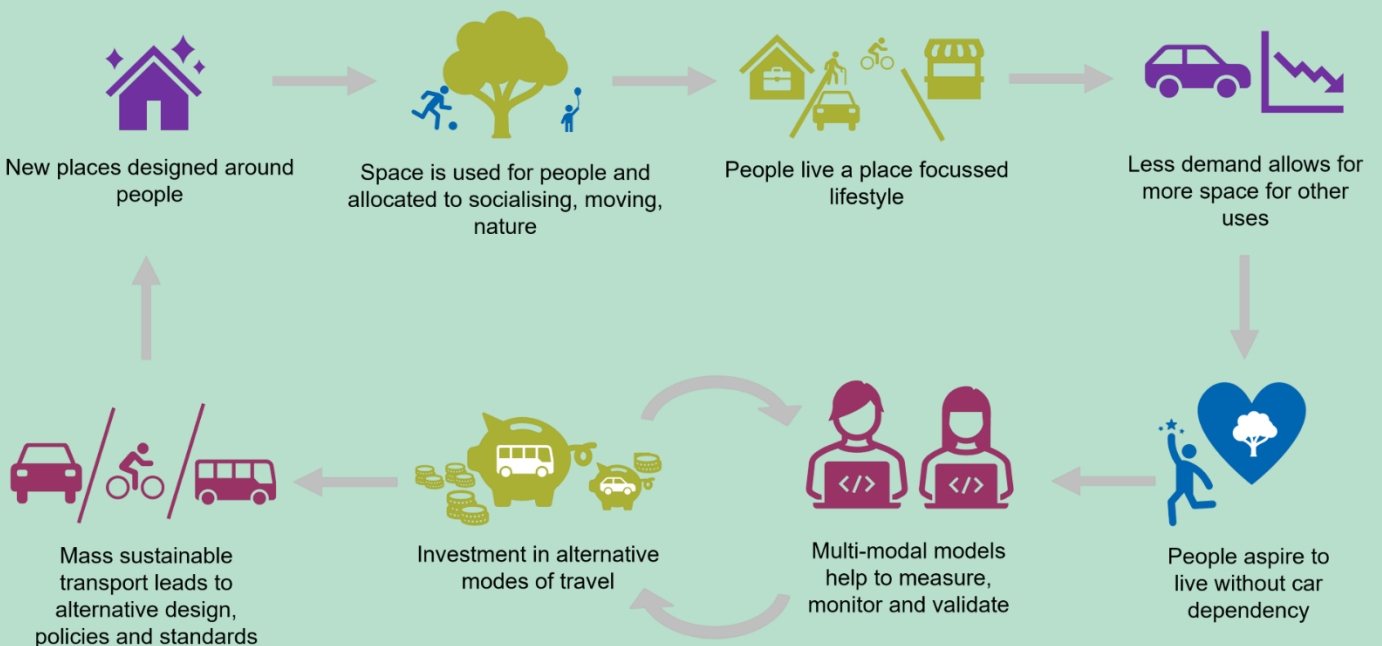 New places designed around
people
Space is used for people and
allocated to socialising, moving,
nature
People live a place focussed
lifestyle
Less demand allows for
more space for other
uses
Mass sustainable
transport leads to
alternative design,
policies and standards
Investment in alternative
modes of travel
</>
</>
Multi-modal models
help to measure,
monitor and validate
People aspire to
live without car
dependency